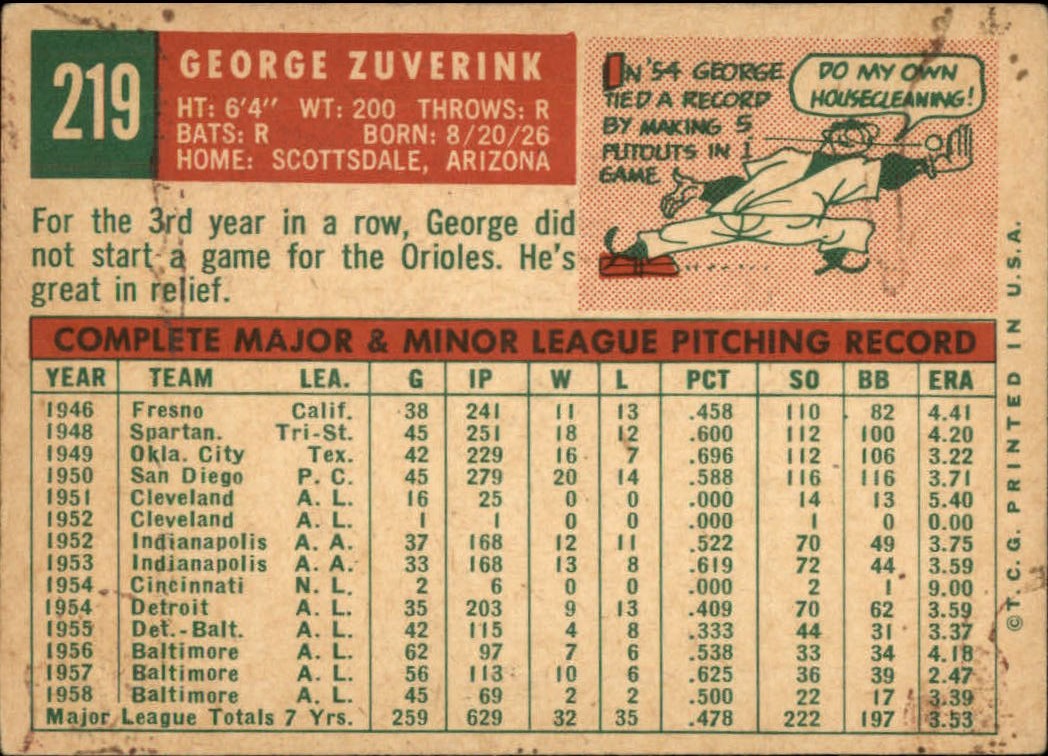 219
GEORGE ZUVERINK
HT: 6'4" WT: 200 THROWS: R
BATS: R BORN: 8/20/26
HOME: SCOTTSDALE, ARIZONA
IN '54 GEORGE
TIED A RECORD
BY MAKING 5
PUTOUTS IN 1
GAME
DO MY OWN
HOUSECLEANING!
For the 3rd year in a row, George did
not start a game for the Orioles. He's
great in relief.
COMPLETE MAJOR & MINOR LEAGUE PITCHING RECORD
YEAR TEAM LEA. G IP W L PCT SO BB ERA
1946 Fresno Calif. 38 241 11 13 .458 110 82 4.41
1948 Spartan. Tri-St. 45 251 18 12 .600 112 100 4.20
1949 Okla. City Tex. 42 229 16 7 .696 112 106 3.22
1950 San Diego P. C. 45 279 20 14 .588 116 116 3.71
1951 Cleveland A. L. 16 25 0 0 .000 14 13 5.40
1952 Cleveland A. L. 1 1 0 0 .000 1 0 0.00
1952 Indianapolis A. A. 37 168 12 11 .522 70 49 3.75
1953 Indianapolis A. A. 33 168 13 8 .619 72 44 3.59
1954 Cincinnati N. L. 2 6 0 0 .000 2 1 9.00
1954 Detroit A. L. 35 203 9 13 .409 70 62 3.59
1955 Det.-Balt. A. L. 42 115 4 8 .333 44 31 3.37
1956 Baltimore A. L. 62 97 7 6 .538 33 34 4.18
1957 Baltimore A. L. 56 113 10 6 .625 36 39 2.47
1958 Baltimore A. L. 45 69 2 2 .500 22 17 3.39
Major League Totals 7 Yrs. 259 629 32 35 .478 222 197 3.53
©T. C. G. PRINTED IN U.S.A.